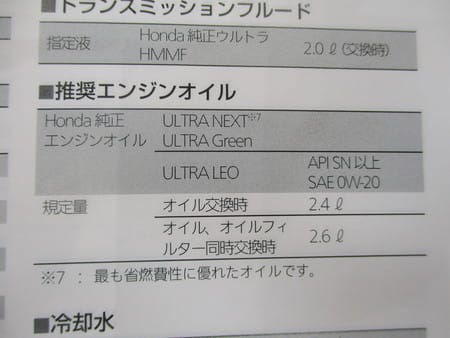 ■トランスミッションフルード
指定液 Honda 純正ウルトラ HMMF 2.0ℓ(交換時)
■推奨エンジンオイル
Honda 純正 ULTRA NEXT※7
エンジンオイル ULTRA Green
ULTRA LEO API SN 以上 SAE 0W-20
規定量 オイル交換時 2.4ℓ
オイル、オイルフィルター同時交換時 2.6ℓ
※7 : 最も省燃費性に優れたオイルです。
■冷却水